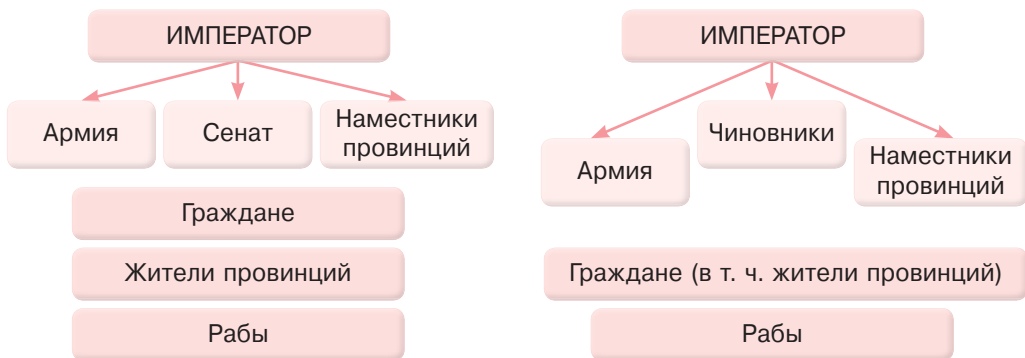 ИМПЕРАТОР
Армия
Сенат
Наместники
провинций
Граждане
Жители провинций
Рабы
ИМПЕРАТОР
Армия
Чиновники
Наместники
провинций
Граждане (в т. ч. жители провинций)
Рабы